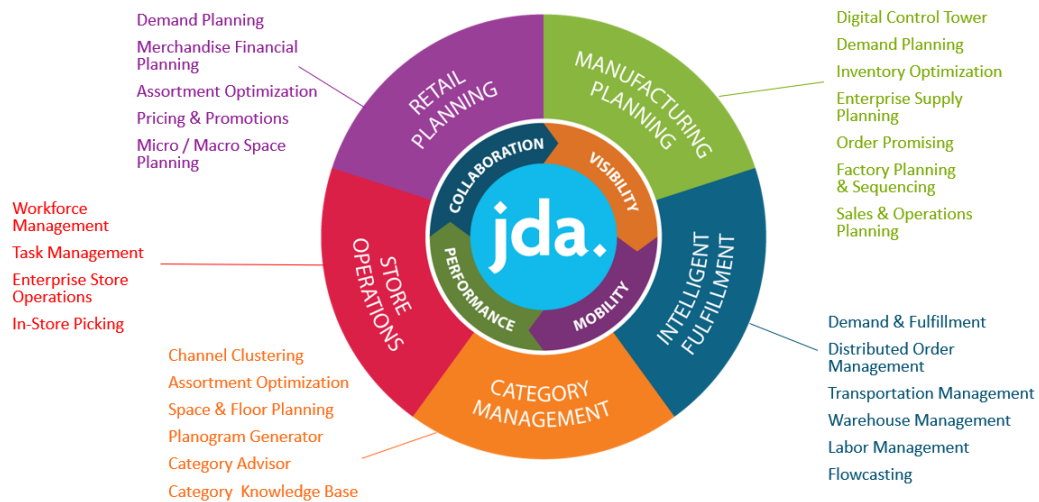 Demand Planning
Merchandise Financial
Planning
Assortment Optimization
Pricing & Promotions
Micro / Macro Space
Planning
Digital Control Tower
Demand Planning
Inventory Optimization
Enterprise Supply
Planning
Order Promising
Factory Planning
& Sequencing
Sales & Operations
Planning
RETAIL
PLANNING
MANUFACTURING
PLANNING
COLLABORATION
VISIBILITY
jda.
PERFORMANCE
MOBILITY
Workforce
Management
Task Management
Enterprise Store
Operations
In-Store Picking
STORE
OPERATIONS
INTELLIGENT
FULFILLMENT
CATEGORY
MANAGEMENT
Channel Clustering
Assortment Optimization
Space & Floor Planning
Planogram Generator
Category Advisor
Category  Knowledge Base
Demand & Fulfillment
Distributed Order
Management
Transportation Management
Warehouse Management
Labor Management
Flowcasting